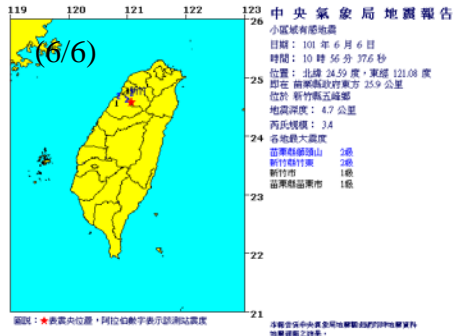 119 120 121 122 123
26
(6/6)
25
24
23
22
21
圖說：★表震央位置，阿拉伯數字表示該測站震度
中央氣象局地震報告
小區域有感地震
日期： 101 年 6 月 6 日
時間： 10 時 56 分 37.6 秒
位置： 北緯 24.59 度，東經 121.08 度
即在 苗栗縣政府東方 25.9 公里
位於 新竹縣五峰鄉
地震深度： 4.7 公里
芮氏規模： 3.4
各地最大震度
苗栗縣獅頭山 2級
新竹縣竹東 2級
新竹市 1級
苗栗縣苗栗市 1級